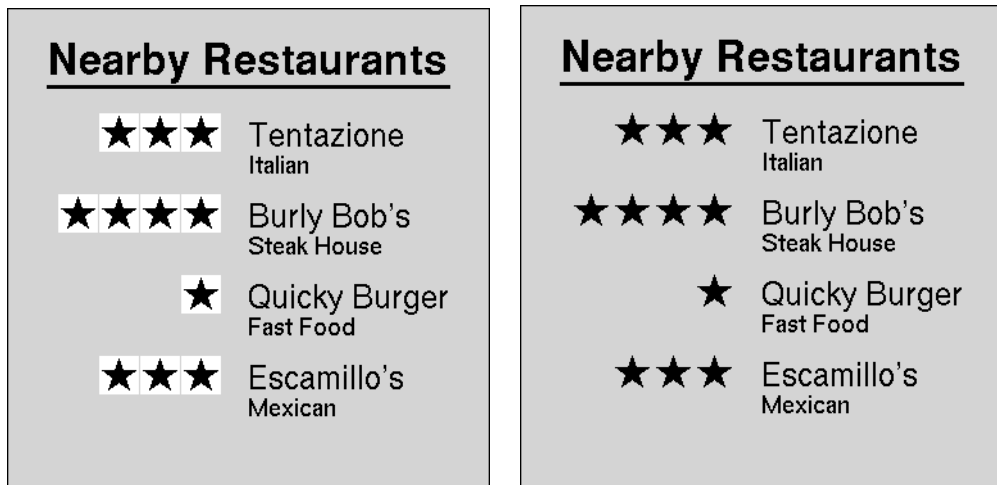 Nearby Restaurants
★★★ Tentazione
Italian
★★★★ Burly Bob's
Steak House
★ Quicky Burger
Fast Food
★★★ Escamillo's
Mexican
Nearby Restaurants
★★★ Tentazione
Italian
★★★★ Burly Bob's
Steak House
★ Quicky Burger
Fast Food
★★★ Escamillo's
Mexican